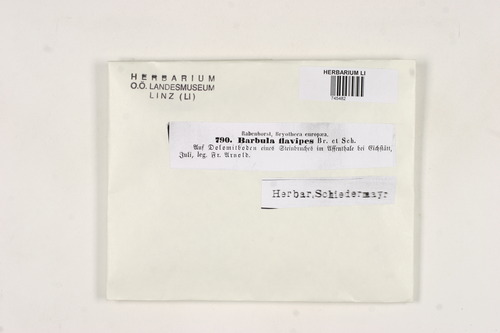 HERBARIUM
O.Ö. LANDESMUSEUM
LINZ (LI)
HERBARIUM LI
745462
Rabenhorst, Bryotheca europaea.
790. Barbula flavipes Br. et Sch.
Auf Dolomitboden eines Steinbruches im Affenthale bei Eichstätt,
Juli, leg. Fr. Arnold.
Herbar, Schiedermayr